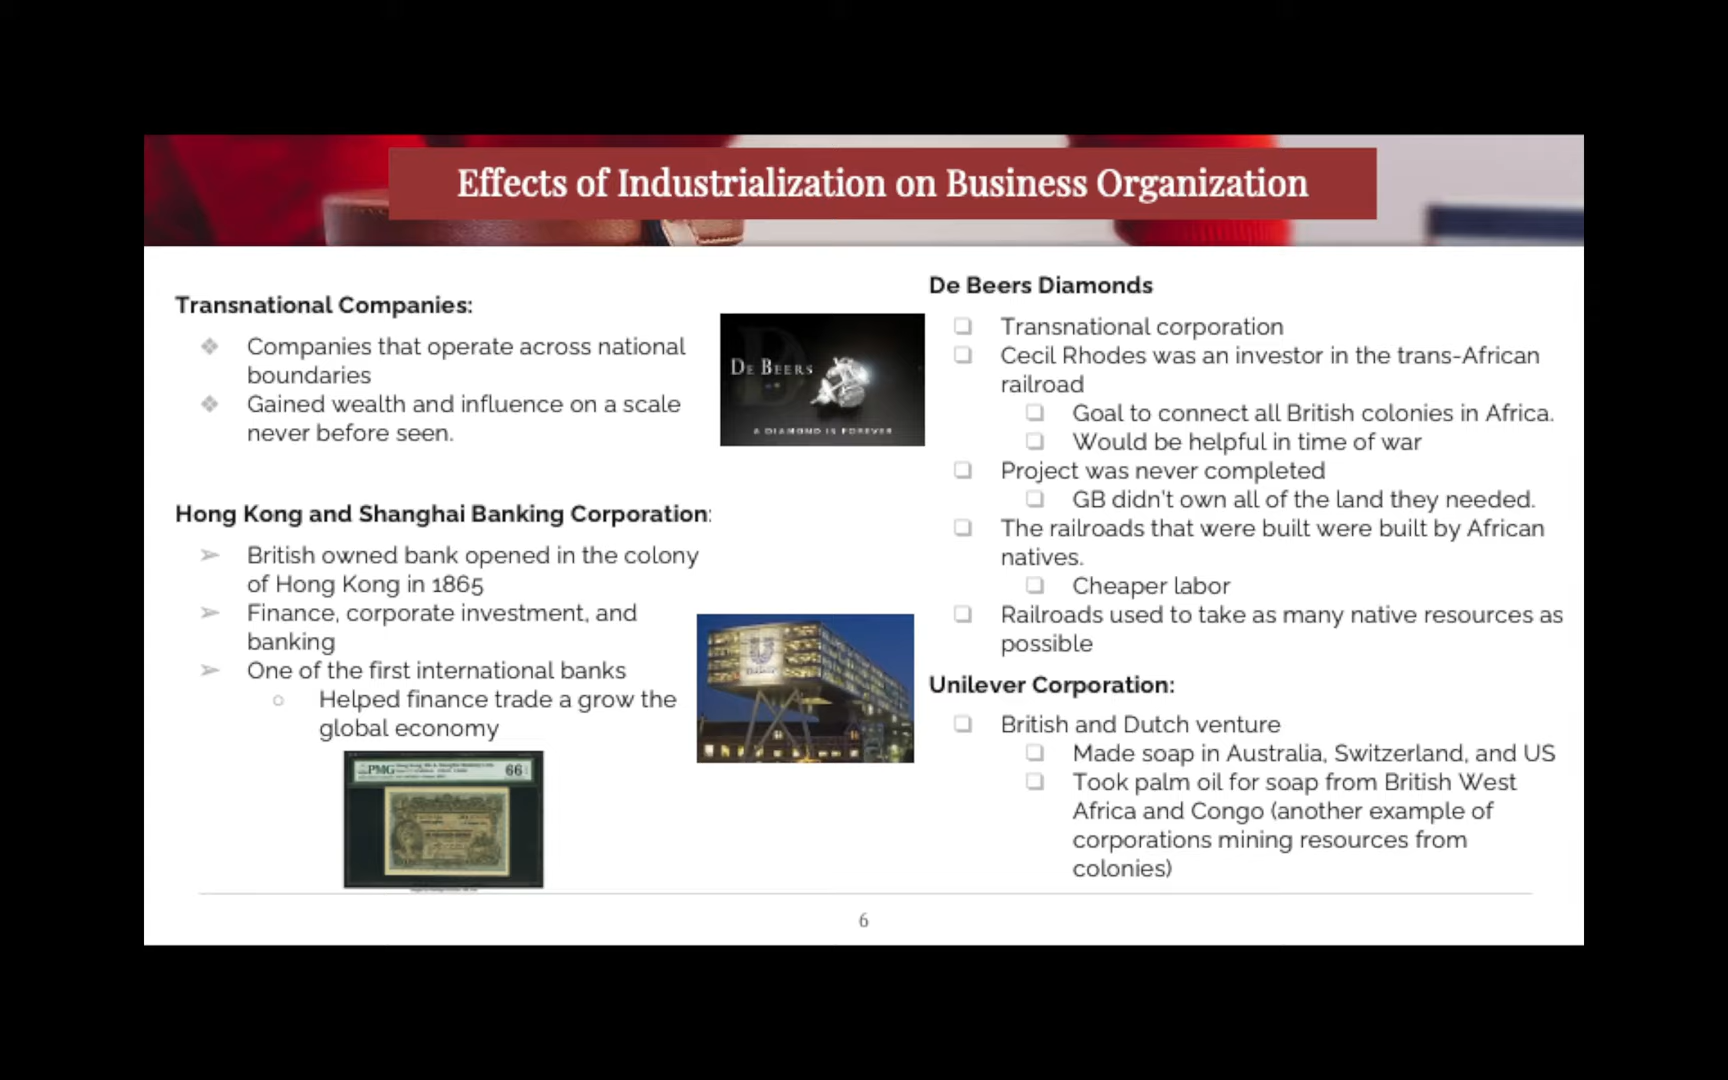 Effects of Industrialization on Business Organization
Transnational Companies:
Companies that operate across national
boundaries
Gained wealth and influence on a scale
never before seen.
Hong Kong and Shanghai Banking Corporation:
British owned bank opened in the colony
of Hong Kong in 1865
Finance, corporate investment, and
banking
One of the first international banks
Helped finance trade a grow the
global economy
PMG
66
DE BEERS
A DIAMOND IS FOREVER
De Beers Diamonds
Transnational corporation
Cecil Rhodes was an investor in the trans-African
railroad
Goal to connect all British colonies in Africa.
Would be helpful in time of war
Project was never completed
GB didn't own all of the land they needed.
The railroads that were built were built by African
natives.
Cheaper labor
Railroads used to take as many native resources as
possible
Unilever Corporation:
British and Dutch venture
Made soap in Australia, Switzerland, and US
Took palm oil for soap from British West
Africa and Congo (another example of
corporations mining resources from
colonies)
6